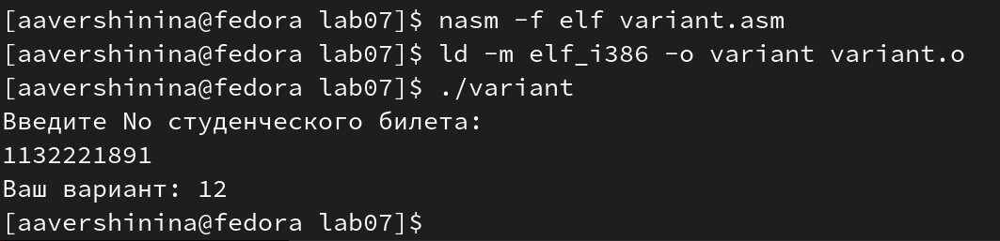 [aavershinina@fedora lab07]$ nasm -f elf variant.asm
[aavershinina@fedora lab07]$ ld -m elf_i386 -o variant variant.o
[aavershinina@fedora lab07]$ ./variant
Введите No студенческого билета:
1132221891
Ваш вариант: 12
[aavershinina@fedora lab07]$